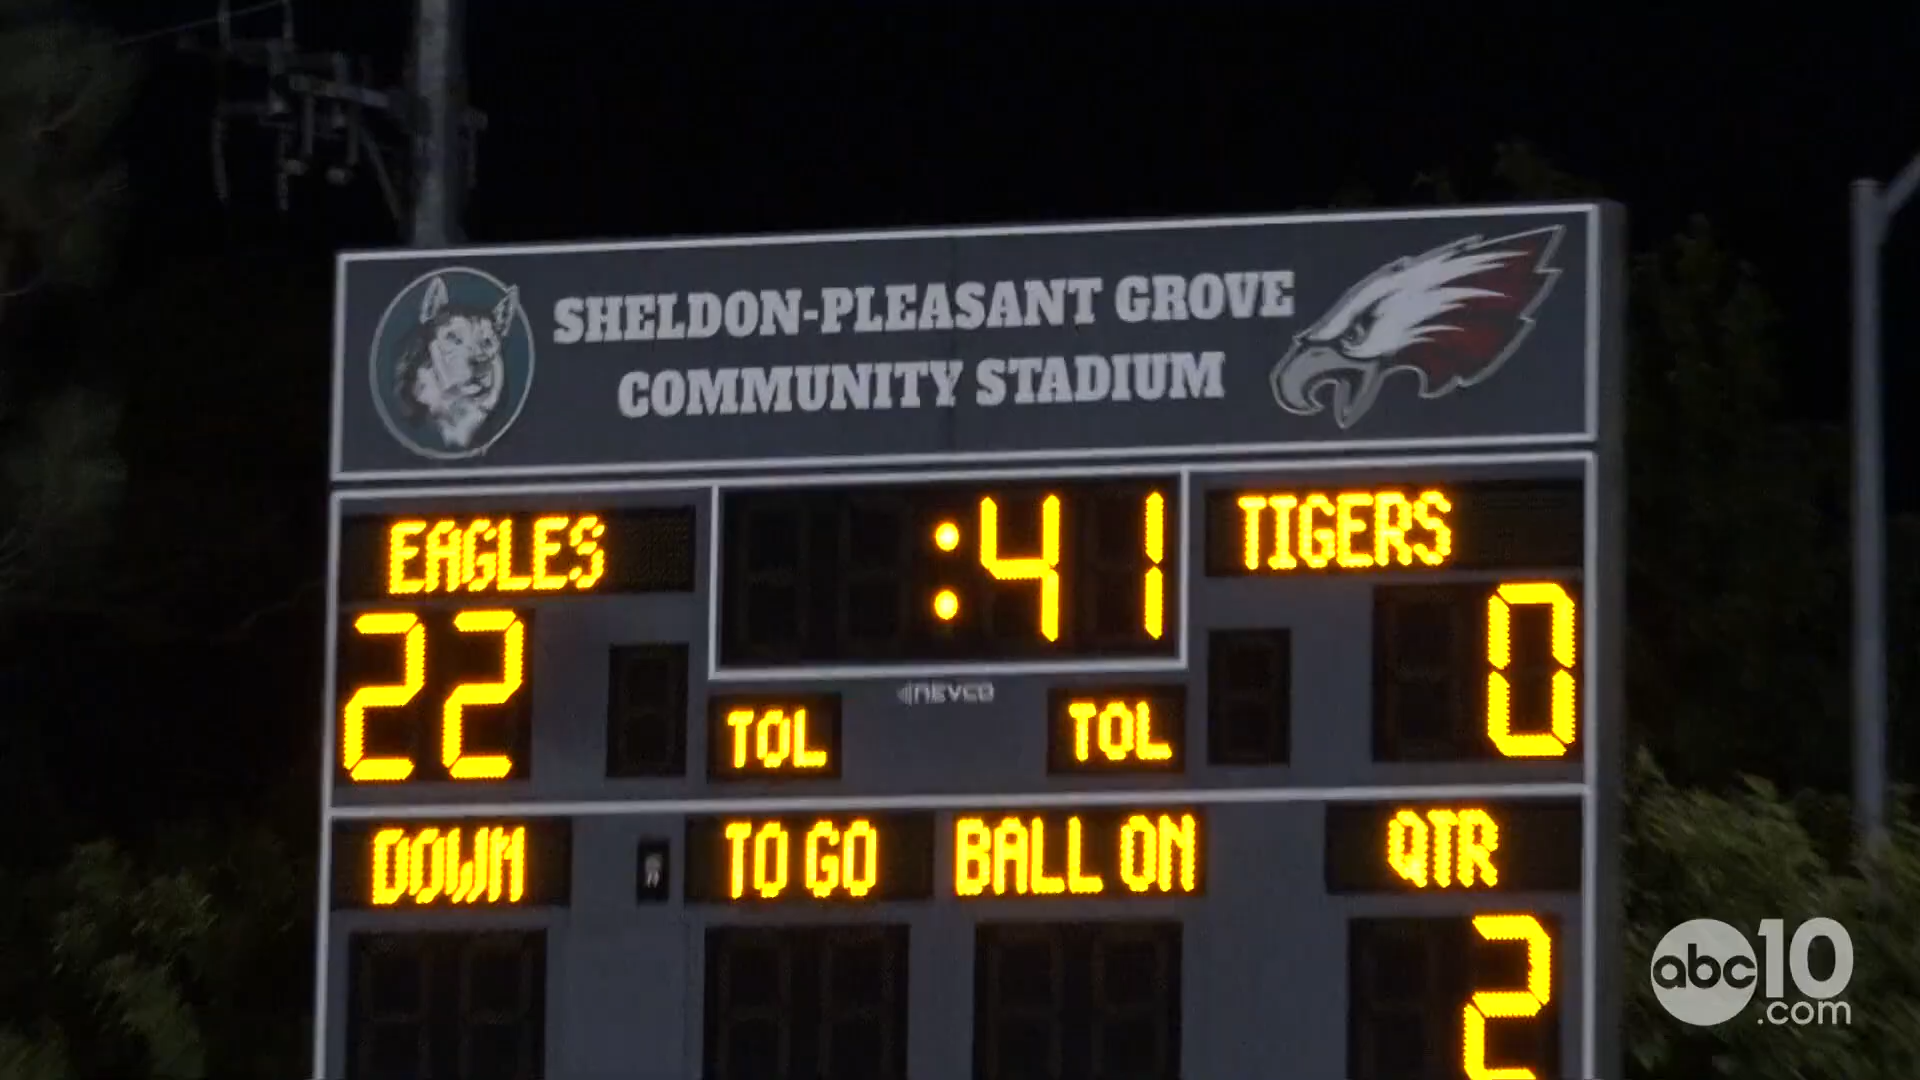 SHELDON-PLEASANT GROVE
COMMUNITY STADIUM
EAGLES :41 TIGERS
22 0
NEVCO
TOL TOL
DOWN TO GO BALL ON QTR
2
abc10
.com